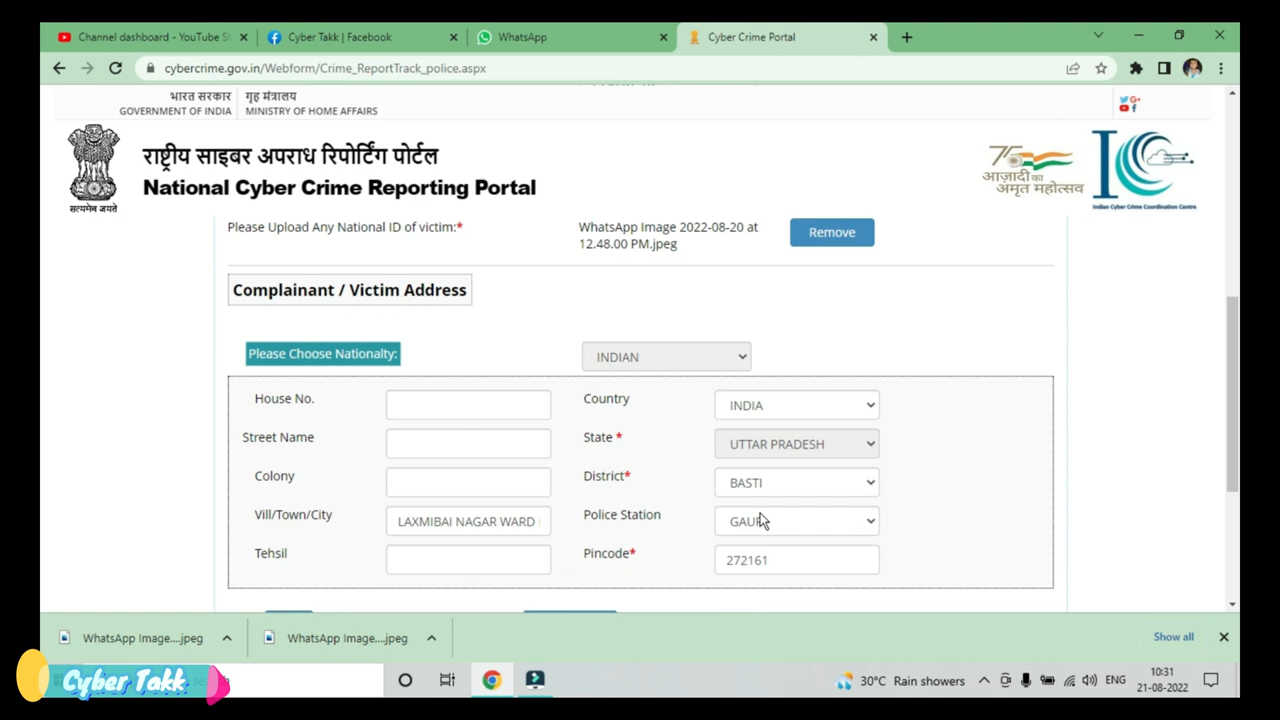 Channel dashboard - YouTube St
Cyber Takk | Facebook
WhatsApp
Cyber Crime Portal
cybercrime.gov.in/Webform/Crime_ReportTrack_police.aspx
भारत सरकार
GOVERNMENT OF INDIA
गृह मंत्रालय
MINISTRY OF HOME AFFAIRS
सत्यमेव जयते
राष्ट्रीय साइबर अपराध रिपोर्टिंग पोर्टल
National Cyber Crime Reporting Portal
75
आज़ादी का
अमृत महोत्सव
Indian Cyber Crime Coordination Centre
Please Upload Any National ID of victim:*
WhatsApp Image 2022-08-20 at
12.48.00 PM.jpeg
Remove
Complainant / Victim Address
Please Choose Nationalty:
INDIAN
House No.
Country
INDIA
Street Name
State *
UTTAR PRADESH
Colony
District*
BASTI
Vill/Town/City
LAXMIBAI NAGAR WARD
Police Station
Tehsil
Pincode*
272161
WhatsApp Image....jpeg
WhatsApp Image....jpeg
Show all
Cyber Takk
30°C Rain showers
ENG
10:31
21-08-2022